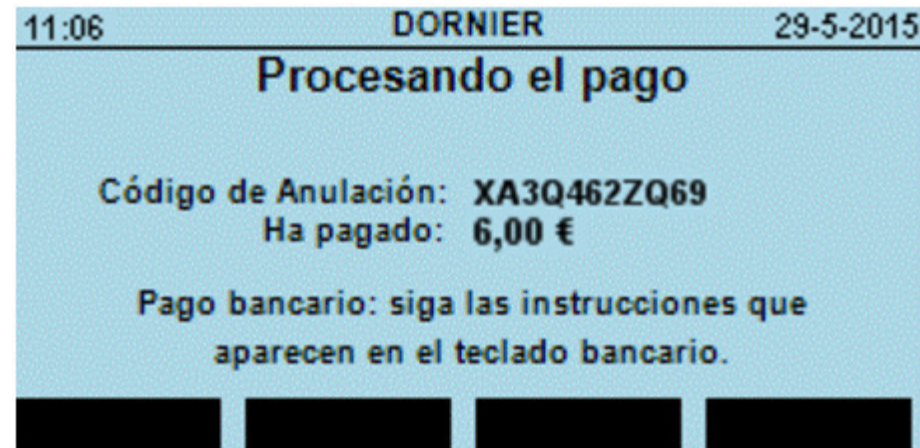 11:06 DORNIER 29-5-2015
Procesando el pago
Código de Anulación: XA3Q462ZQ69
Ha pagado: 6,00 €
Pago bancario: siga las instrucciones que
aparecen en el teclado bancario.